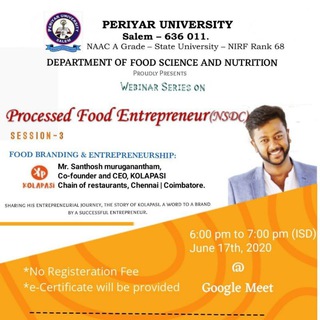 PERIYAR UNIVERSITY
Salem – 636 011.
NAAC A Grade – State University – NIRF Rank 68
DEPARTMENT OF FOOD SCIENCE AND NUTRITION
PROUDLY PRESENTS
WEBINAR SERIES ON
Processed Food Entrepreneur(NSDC)
SESSION-3
FOOD BRANDING & ENTREPRENEURSHIP:
Mr. Santhosh muruganantham,
Co-founder and CEO, KOLAPASI
Chain of restaurants, Chennai | Coimbatore.
KOLAPASI
SHARING HIS ENTREPRENEURIAL JOURNEY, THE STORY OF KOLAPASI. A WORD TO A BRAND
BY A SUCCESSFUL ENTREPRENEUR.
6:00 pm to 7:00 pm (ISD)
June 17th, 2020
@
Google Meet
*No Registeration Fee
*e-Certificate will be provided